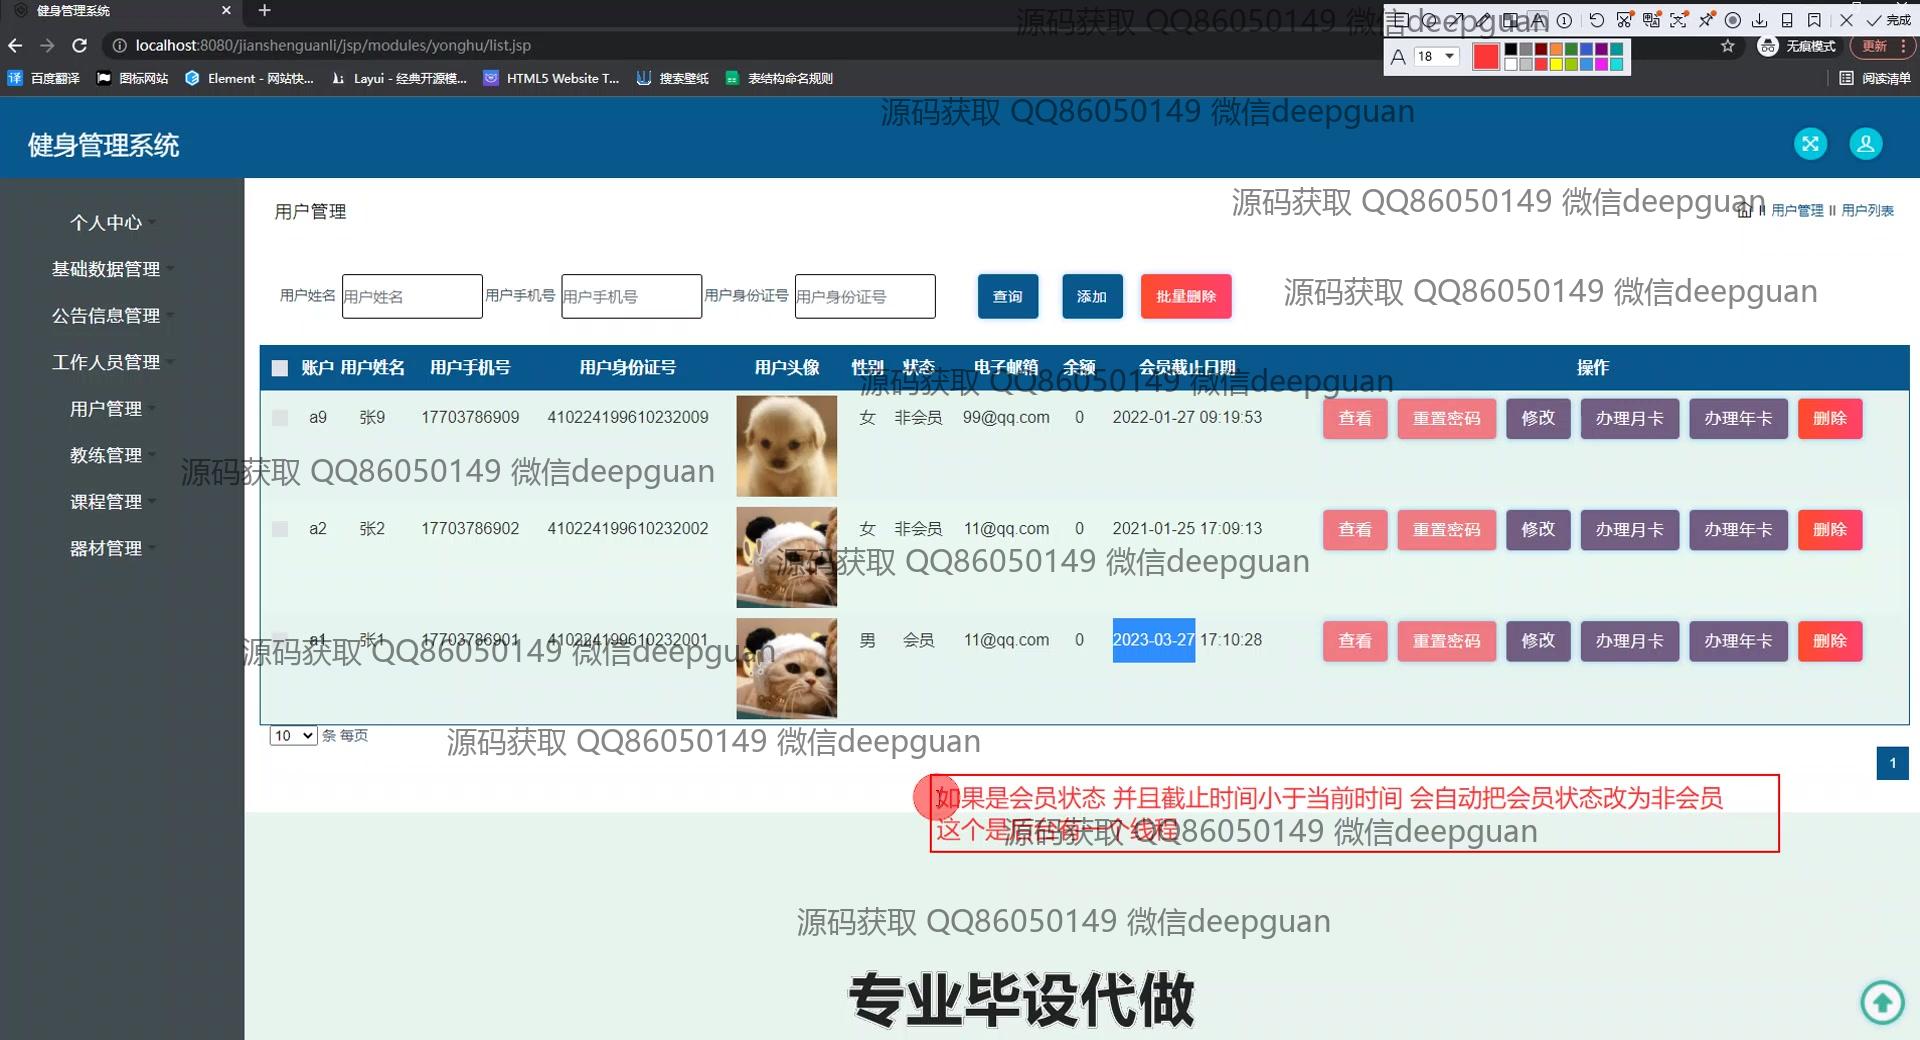 健身管理系统
源码获取 QQ86050149 微信deepguan
完成
localhost:8080/jianshenguanli/jsp/modules/yonghu/list.jsp
A 18
无痕模式
更新
百度翻译
图标网站
Element - 网站快...
Layui - 经典开源模...
HTML5 Website T...
搜索壁纸
表结构命名规则
阅读清单
源码获取 QQ86050149 微信deepguan
健身管理系统
个人中心
基础数据管理
公告信息管理
工作人员管理
用户管理
教练管理
课程管理
器材管理
用户管理
源码获取 QQ86050149 微信deepguan
用户管理 用户列表
用户姓名 用户姓名 用户手机号 用户手机号 用户身份证号 用户身份证号 查询 添加 批量删除
源码获取 QQ86050149 微信deepguan
账户 用户姓名 用户手机号 用户身份证号 用户头像 性别 状态 电子邮箱 余额 会员截止日期 操作
源码获取 QQ86050149 微信deepguan
a9 张9 17703786909 410224199610232009 女 非会员 99@qq.com 0 2022-01-27 09:19:53 查看 重置密码 修改 办理月卡 办理年卡 删除
源码获取 QQ86050149 微信deepguan
a2 张2 17703786902 410224199610232002 女 非会员 11@qq.com 0 2021-01-25 17:09:13 查看 重置密码 修改 办理月卡 办理年卡 删除
源码获取 QQ86050149 微信deepguan
a1 张1 17703786901 410224199610232001 男 会员 11@qq.com 0 2023-03-27 17:10:28 查看 重置密码 修改 办理月卡 办理年卡 删除
源码获取 QQ86050149 微信deepguan
10 条 每页
源码获取 QQ86050149 微信deepguan
1
如果是会员状态 并且截止时间小于当前时间 会自动把会员状态改为非会员
这个是后台有一个线程
源码获取 QQ86050149 微信deepguan
源码获取 QQ86050149 微信deepguan
专业毕设代做